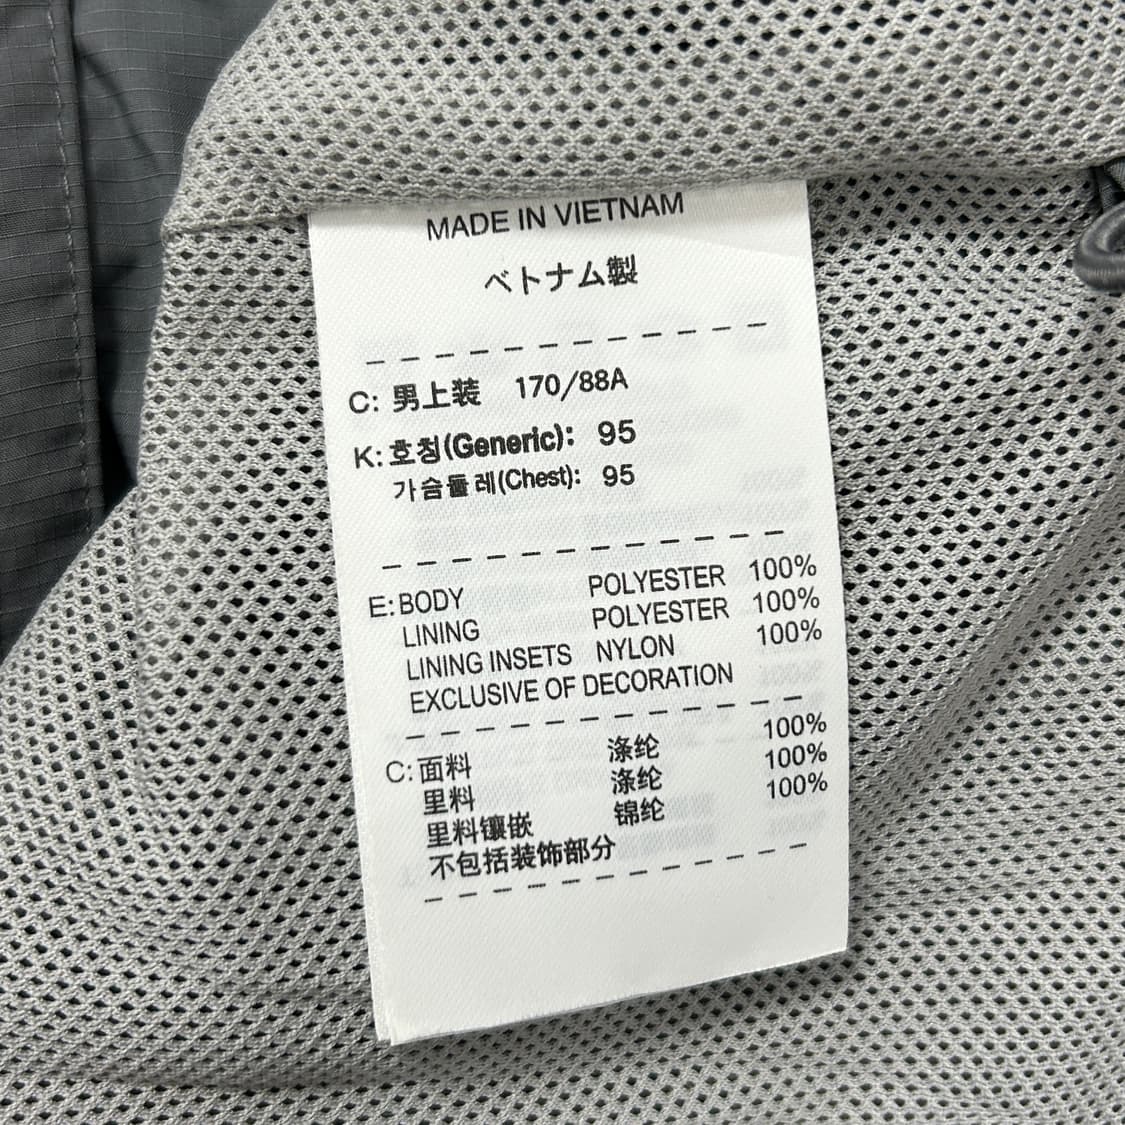 MADE IN VIETNAM
ベトナム製
C: 男上装 170/88A
K: 호칭(Generic): 95
가슴둘레(Chest): 95
E: BODY POLYESTER 100%
LINING POLYESTER 100%
LINING INSETS NYLON 100%
EXCLUSIVE OF DECORATION
C: 面料 涤纶 100%
里料 涤纶 100%
里料镶嵌 锦纶 100%
不包括装饰部分